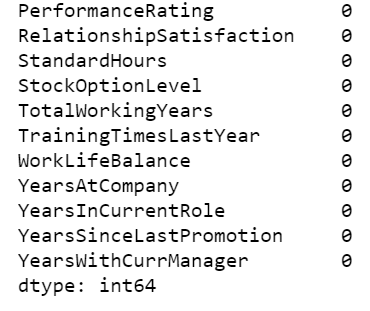 PerformanceRating 0
RelationshipSatisfaction 0
StandardHours 0
StockOptionLevel 0
TotalWorkingYears 0
TrainingTimesLastYear 0
WorkLifeBalance 0
YearsAtCompany 0
YearsInCurrentRole 0
YearsSinceLastPromotion 0
YearsWithCurrManager 0
dtype: int64